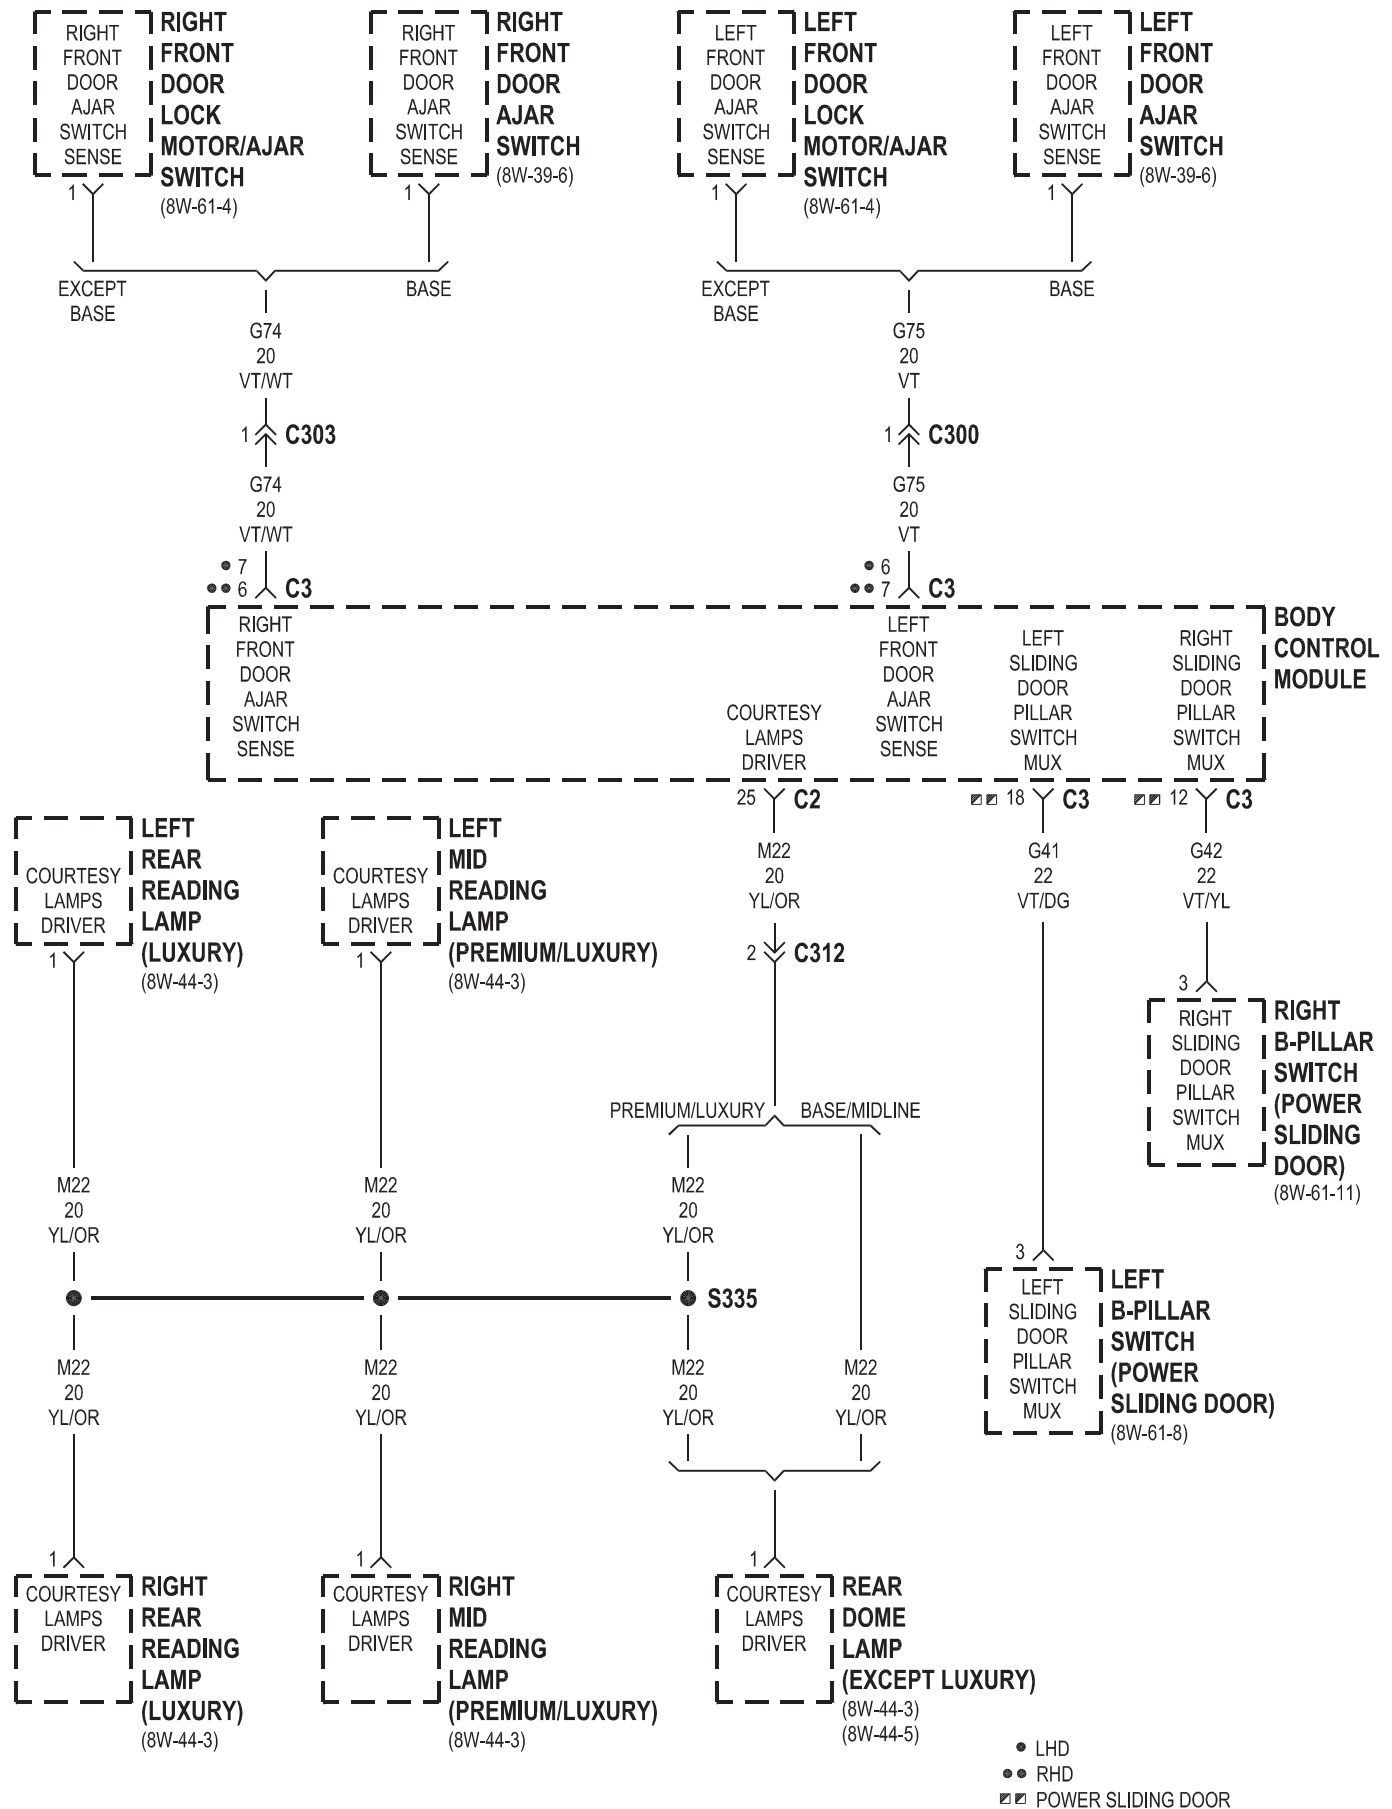 RIGHT
FRONT
DOOR
AJAR
SWITCH
SENSE
RIGHT
FRONT
DOOR
LOCK
MOTOR/AJAR
SWITCH
(8W-61-4)
1
RIGHT
FRONT
DOOR
AJAR
SWITCH
SENSE
RIGHT
FRONT
DOOR
AJAR
SWITCH
(8W-39-6)
1
LEFT
FRONT
DOOR
AJAR
SWITCH
SENSE
LEFT
FRONT
DOOR
LOCK
MOTOR/AJAR
SWITCH
(8W-61-4)
1
LEFT
FRONT
DOOR
AJAR
SWITCH
SENSE
LEFT
FRONT
DOOR
AJAR
SWITCH
(8W-39-6)
1
EXCEPT
BASE
BASE
EXCEPT
BASE
BASE
G74
20
VT/WT
1 C303
G74
20
VT/WT
7
6 C3
G75
20
VT
1 C300
G75
20
VT
6
7 C3
BODY
CONTROL
MODULE
RIGHT
FRONT
DOOR
AJAR
SWITCH
SENSE
COURTESY
LAMPS
DRIVER
LEFT
FRONT
DOOR
AJAR
SWITCH
SENSE
LEFT
SLIDING
DOOR
PILLAR
SWITCH
MUX
RIGHT
SLIDING
DOOR
PILLAR
SWITCH
MUX
25 C2
18 C3
12 C3
COURTESY
LAMPS
DRIVER
LEFT
REAR
READING
LAMP
(LUXURY)
(8W-44-3)
1
COURTESY
LAMPS
DRIVER
LEFT
MID
READING
LAMP
(PREMIUM/LUXURY)
(8W-44-3)
1
M22
20
YL/OR
2 C312
G41
22
VT/DG
G42
22
VT/YL
3
RIGHT
SLIDING
DOOR
PILLAR
SWITCH
MUX
RIGHT
B-PILLAR
SWITCH
(POWER
SLIDING
DOOR)
(8W-61-11)
PREMIUM/LUXURY
BASE/MIDLINE
M22
20
YL/OR
M22
20
YL/OR
M22
20
YL/OR
S335
3
LEFT
SLIDING
DOOR
PILLAR
SWITCH
MUX
LEFT
B-PILLAR
SWITCH
(POWER
SLIDING DOOR)
(8W-61-8)
M22
20
YL/OR
M22
20
YL/OR
M22
20
YL/OR
M22
20
YL/OR
1
COURTESY
LAMPS
DRIVER
RIGHT
REAR
READING
LAMP
(LUXURY)
(8W-44-3)
1
COURTESY
LAMPS
DRIVER
RIGHT
MID
READING
LAMP
(PREMIUM/LUXURY)
(8W-44-3)
1
COURTESY
LAMPS
DRIVER
REAR
DOME
LAMP
(EXCEPT LUXURY)
(8W-44-3)
(8W-44-5)
LHD
RHD
POWER SLIDING DOOR